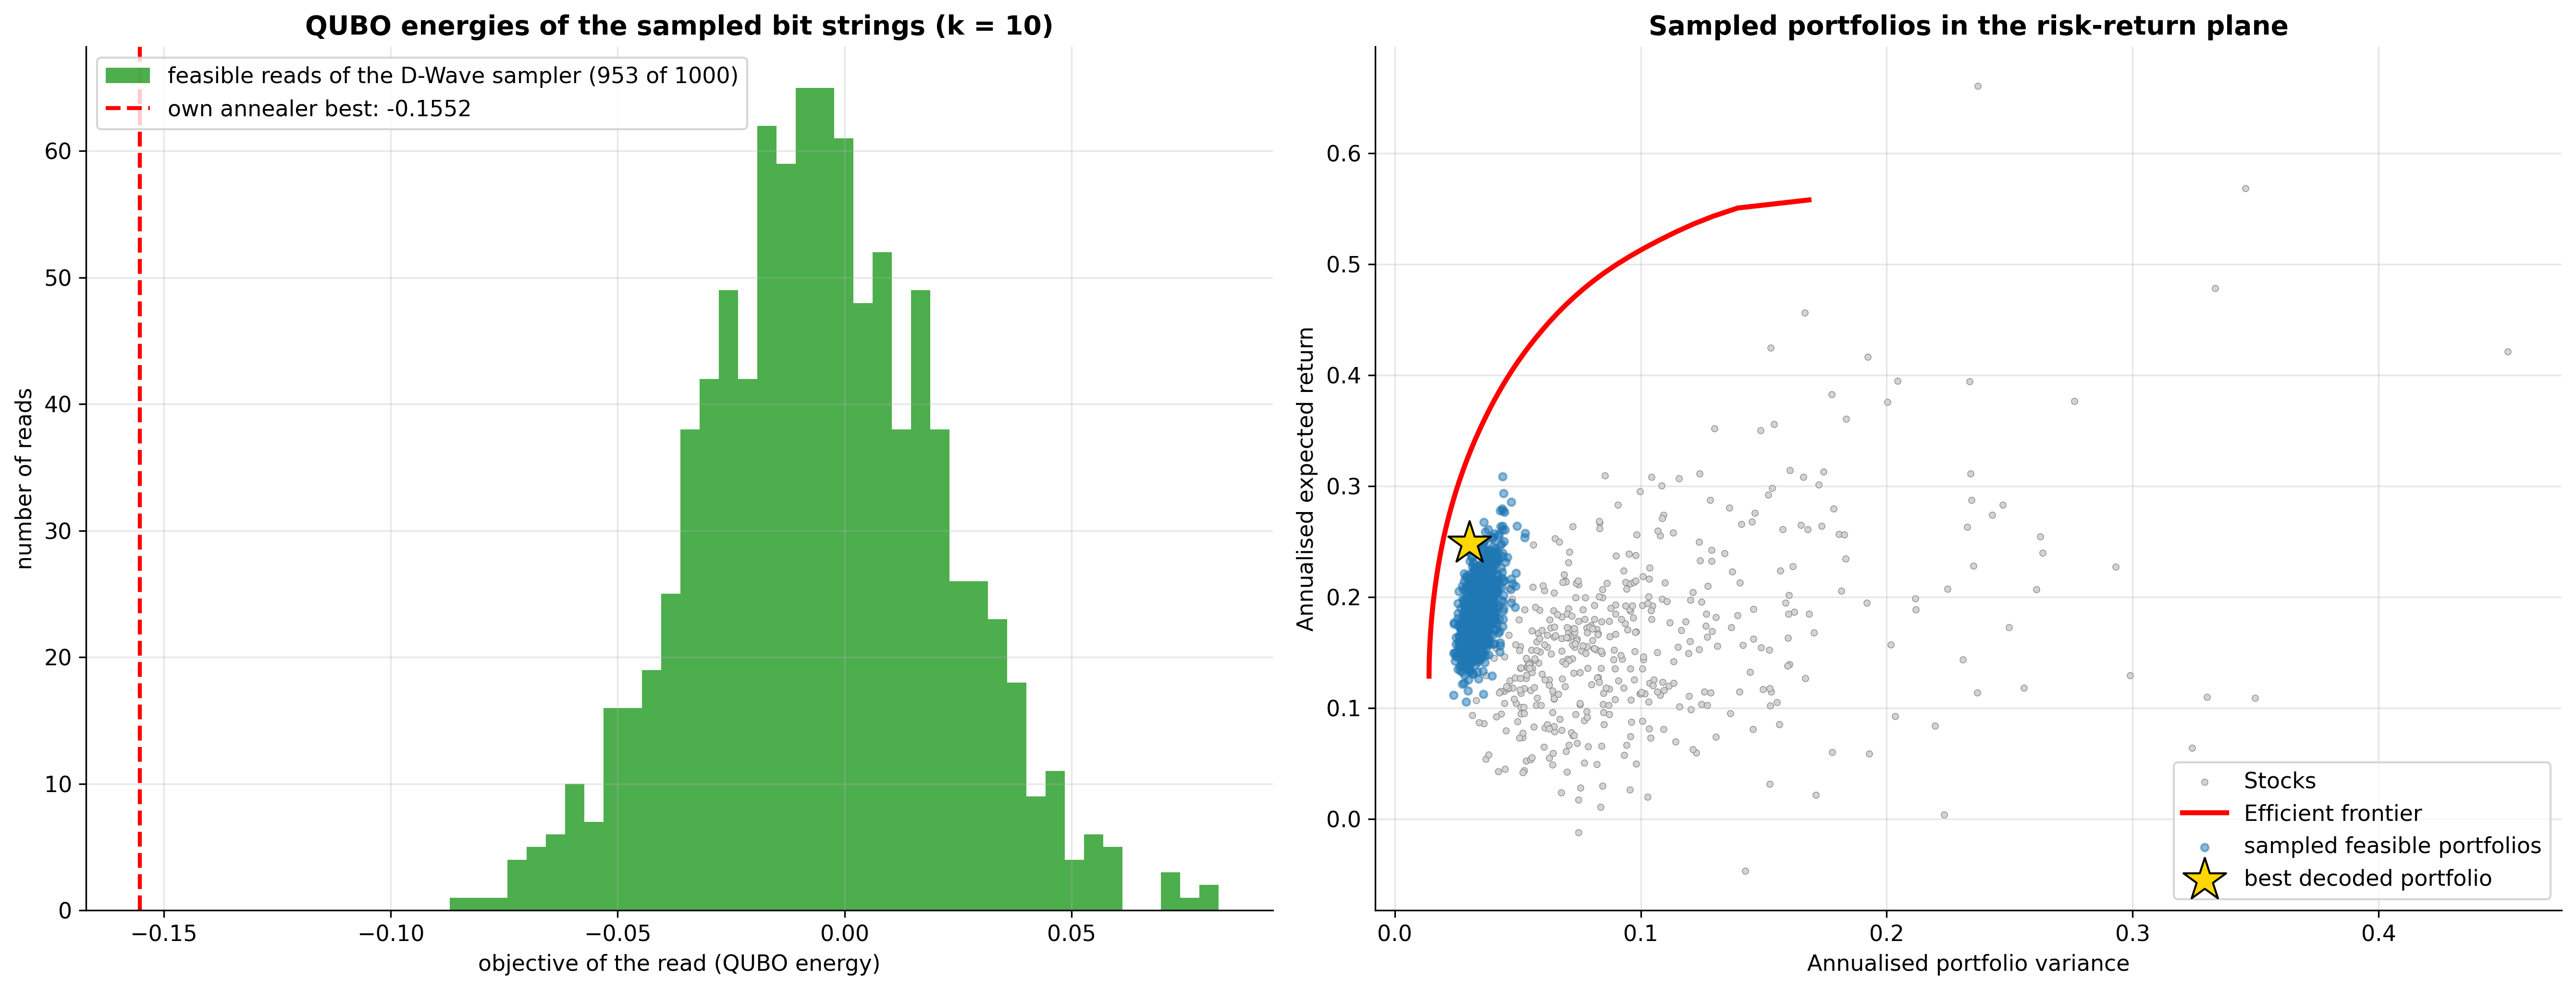 QUBO energies of the sampled bit strings (k = 10)
feasible reads of the D-Wave sampler (953 of 1000)
own annealer best: -0.1552
number of reads
60
50
40
30
20
10
0
−0.15
−0.10
−0.05
0.00
0.05
objective of the read (QUBO energy)
Sampled portfolios in the risk-return plane
Annualised expected return
0.6
0.5
0.4
0.3
0.2
0.1
0.0
Stocks
Efficient frontier
sampled feasible portfolios
best decoded portfolio
0.0
0.1
0.2
0.3
0.4
Annualised portfolio variance